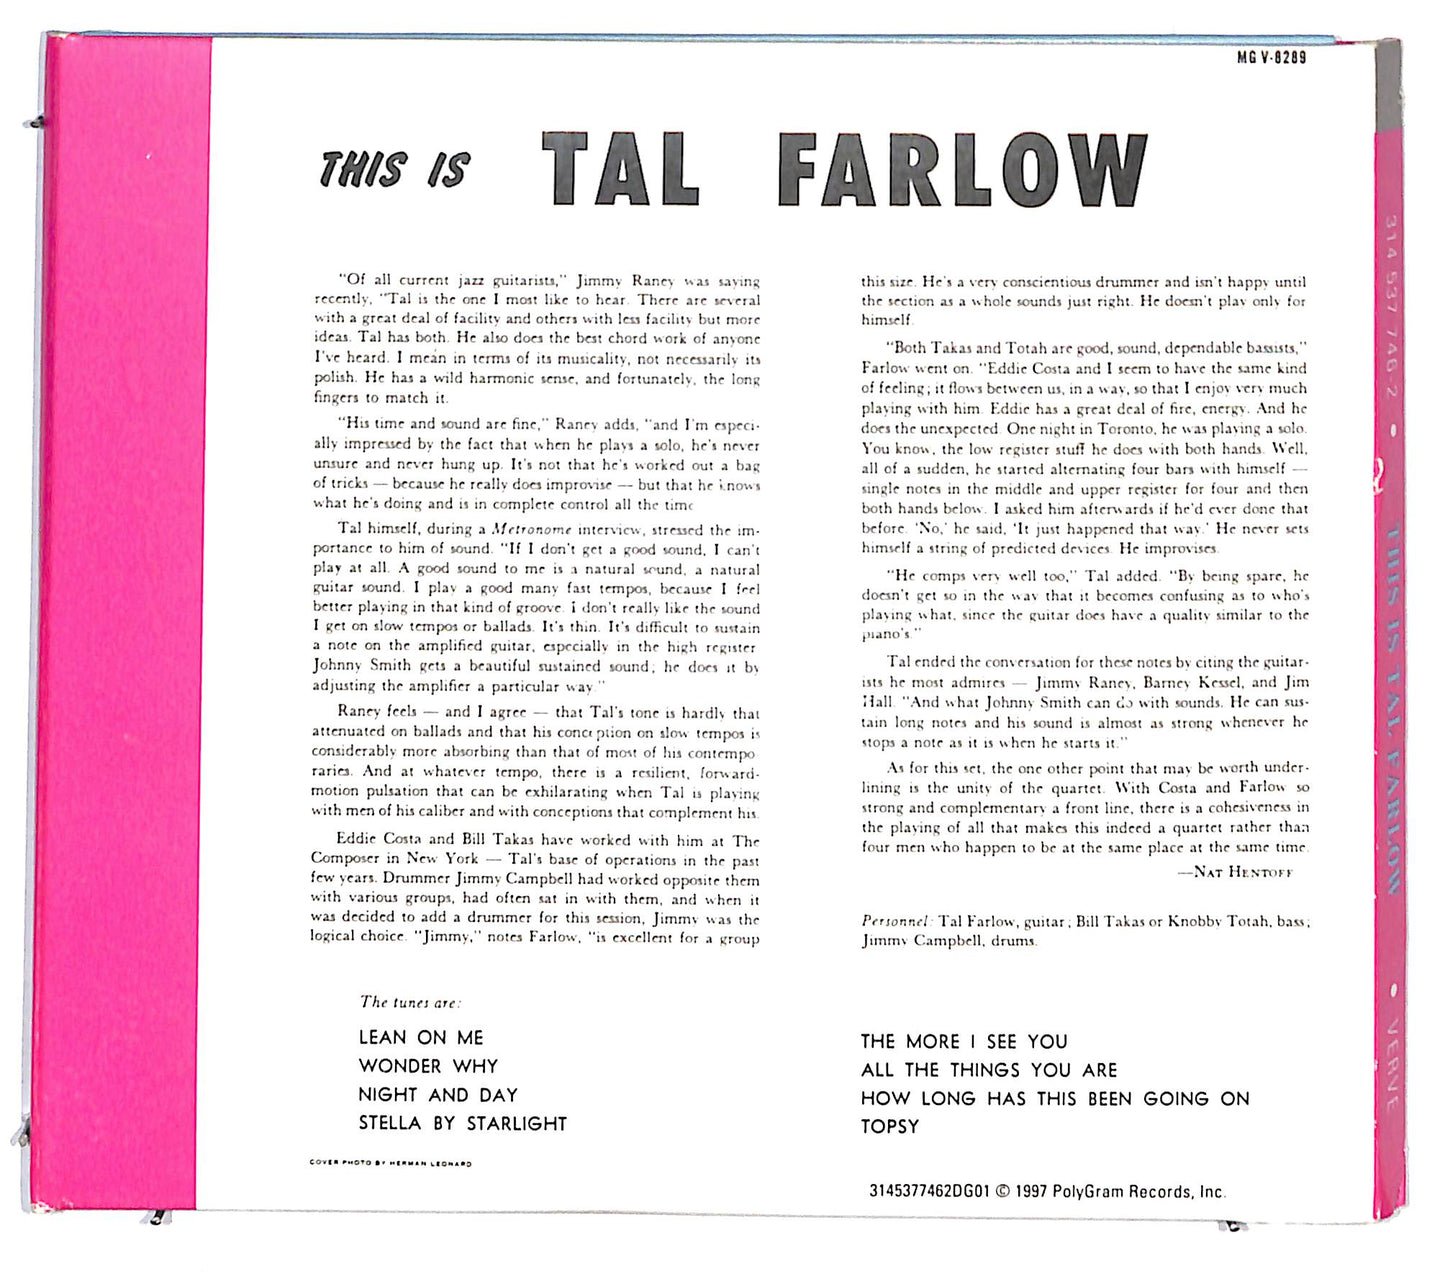 MG V-8289
THIS IS TAL FARLOW
"Of all current jazz guitarists," Jimmy Raney was saying
recently, "Tal is the one I most like to hear. There are several
with a great deal of facility and others with less facility but more
ideas. Tal has both. He also does the best chord work of anyone
I've heard. I mean in terms of its musicality, not necessarily its
polish. He has a wild harmonic sense, and fortunately, the long
fingers to match it.
"His time and sound are fine," Raney adds, "and I'm especi-
ally impressed by the fact that when he plays a solo, he's never
unsure and never hung up. It's not that he's worked out a bag
of tricks — because he really does improvise — but that he knows
what he's doing and is in complete control all the time
Tal himself, during a Metronome interview, stressed the im-
portance to him of sound. "If I don't get a good sound, I can't
play at all. A good sound to me is a natural sound, a natural
guitar sound. I play a good many fast tempos, because I feel
better playing in that kind of groove. I don't really like the sound
I get on slow tempos or ballads. It's thin. It's difficult to sustain
a note on the amplified guitar, especially in the high register
Johnny Smith gets a beautiful sustained sound; he does it by
adjusting the amplifier a particular way."
Raney feels — and I agree — that Tal's tone is hardly that
attenuated on ballads and that his conception on slow tempos is
considerably more absorbing than that of most of his contempo
raries. And at whatever tempo, there is a resilient, forward-
motion pulsation that can be exhilarating when Tal is playing
with men of his caliber and with conceptions that complement his.
Eddie Costa and Bill Takas have worked with him at The
Composer in New York — Tal's base of operations in the past
few years. Drummer Jimmy Campbell had worked opposite them
with various groups, had often sat in with them, and when it
was decided to add a drummer for this session, Jimmy was the
logical choice. "Jimmy," notes Farlow, "is excellent for a group
this size. He's a very conscientious drummer and isn't happy until
the section as a whole sounds just right. He doesn't play only for
himself.
"Both Takas and Totah are good, sound, dependable bassists,"
Farlow went on. "Eddie Costa and I seem to have the same kind
of feeling; it flows between us, in a way, so that I enjoy very much
playing with him. Eddie has a great deal of fire, energy. And he
does the unexpected. One night in Toronto, he was playing a solo.
You know, the low register stuff he does with both hands. Well,
all of a sudden, he started alternating four bars with himself —
single notes in the middle and upper register for four and then
both hands below. I asked him afterwards if he'd ever done that
before. 'No,' he said, 'It just happened that way.' He never sets
himself a string of predicted devices. He improvises.
"He comps very well too," Tal added. "By being spare, he
doesn't get so in the way that it becomes confusing as to who's
playing what, since the guitar does have a quality similar to the
piano's."
Tal ended the conversation for these notes by citing the guitar-
ists he most admires — Jimmy Raney, Barney Kessel, and Jim
Hall. "And what Johnny Smith can do with sounds. He can sus-
tain long notes and his sound is almost as strong whenever he
stops a note as it is when he starts it."
As for this set, the one other point that may be worth under-
lining is the unity of the quartet. With Costa and Farlow so
strong and complementary a front line, there is a cohesiveness in
the playing of all that makes this indeed a quartet rather than
four men who happen to be at the same place at the same time.
—NAT HENTOFF
Personnel: Tal Farlow, guitar; Bill Takas or Knobby Totah, bass;
Jimmy Campbell, drums.
The tunes are:
LEAN ON ME
WONDER WHY
NIGHT AND DAY
STELLA BY STARLIGHT
THE MORE I SEE YOU
ALL THE THINGS YOU ARE
HOW LONG HAS THIS BEEN GOING ON
TOPSY
COVER PHOTO BY HERMAN LEONARD
3145377462DG01 © 1997 PolyGram Records, Inc.
314 537 746-2 • THIS IS TAL FARLOW • VERVE